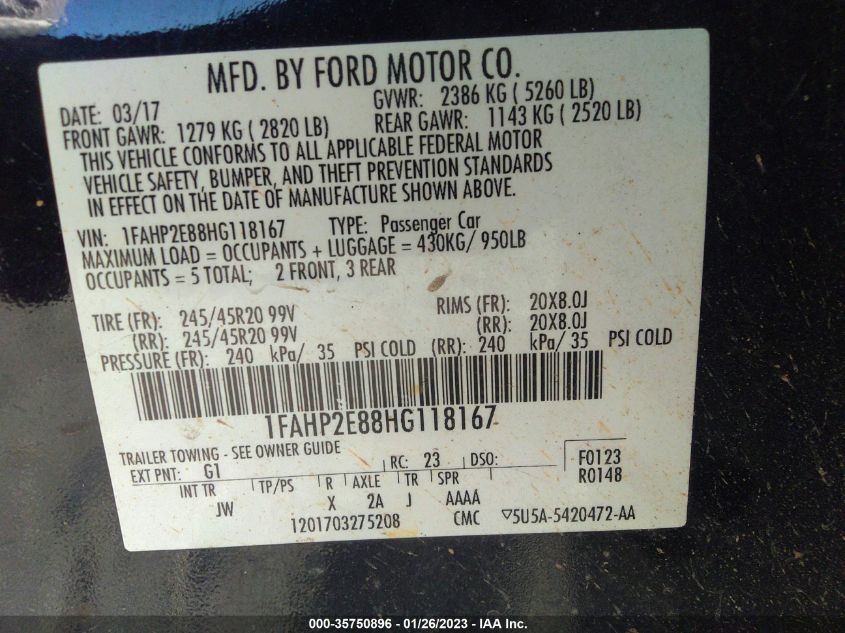 MFD. BY FORD MOTOR CO.
DATE: 03/17 GVWR: 2386 KG ( 5260 LB)
FRONT GAWR: 1279 KG ( 2820 LB) REAR GAWR: 1143 KG ( 2520 LB)
THIS VEHICLE CONFORMS TO ALL APPLICABLE FEDERAL MOTOR
VEHICLE SAFETY, BUMPER, AND THEFT PREVENTION STANDARDS
IN EFFECT ON THE DATE OF MANUFACTURE SHOWN ABOVE.
VIN: 1FAHP2E88HG118167 TYPE: Passenger Car
MAXIMUM LOAD = OCCUPANTS + LUGGAGE = 430KG/ 950LB
OCCUPANTS = 5 TOTAL; 2 FRONT, 3 REAR
TIRE (FR): 245/45R20 99V RIMS (FR): 20X8.0J
(RR): 245/45R20 99V (RR): 20X8.0J
PRESSURE (FR): 240 kPa/ 35 PSI COLD (RR): 240 kPa/ 35 PSI COLD
1FAHP2E88HG118167
TRAILER TOWING - SEE OWNER GUIDE
EXT PNT: G1 RC: 23 DSO: F0123
R0148
INT TR TP/PS R AXLE TR SPR
JW X 2A J AAAA
1201703275208 CMC ▽5U5A-5420472-AA
000-35750896 - 01/26/2023 - IAA Inc.